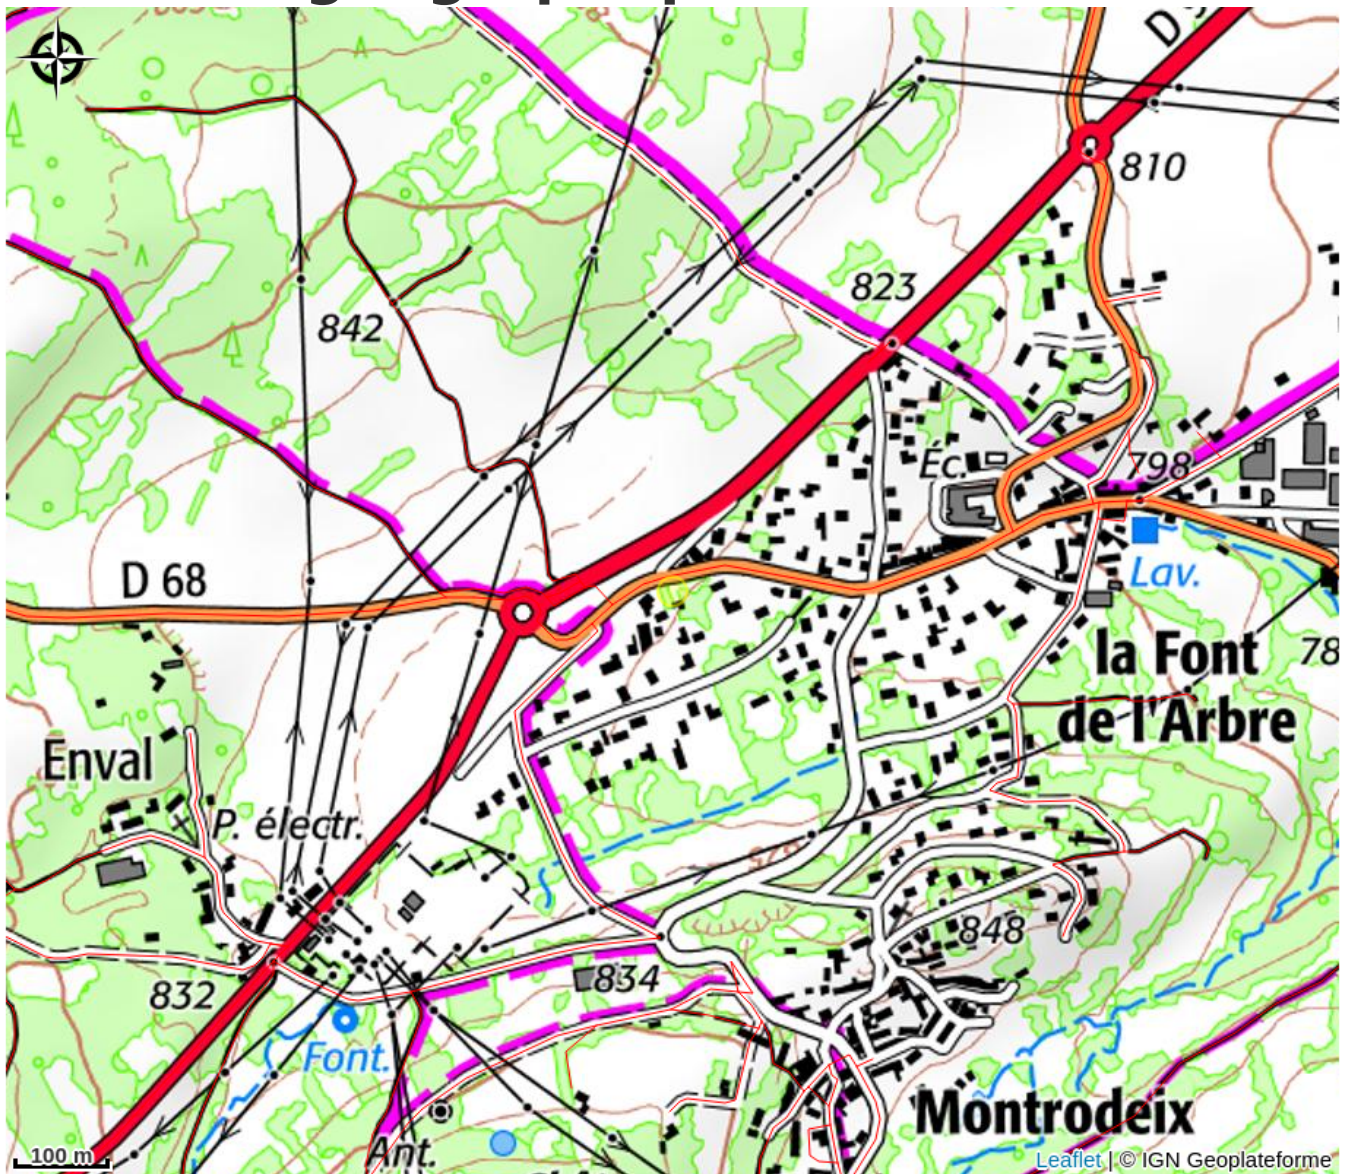 810
823
842
Éc.
798
D 68
Lav.
la Font
de l'Arbre
78
Enval
P. électr.
848
834
832
Font.
Montrodeix
Ant.
100 m
Leaflet | © IGN Geoplateforme